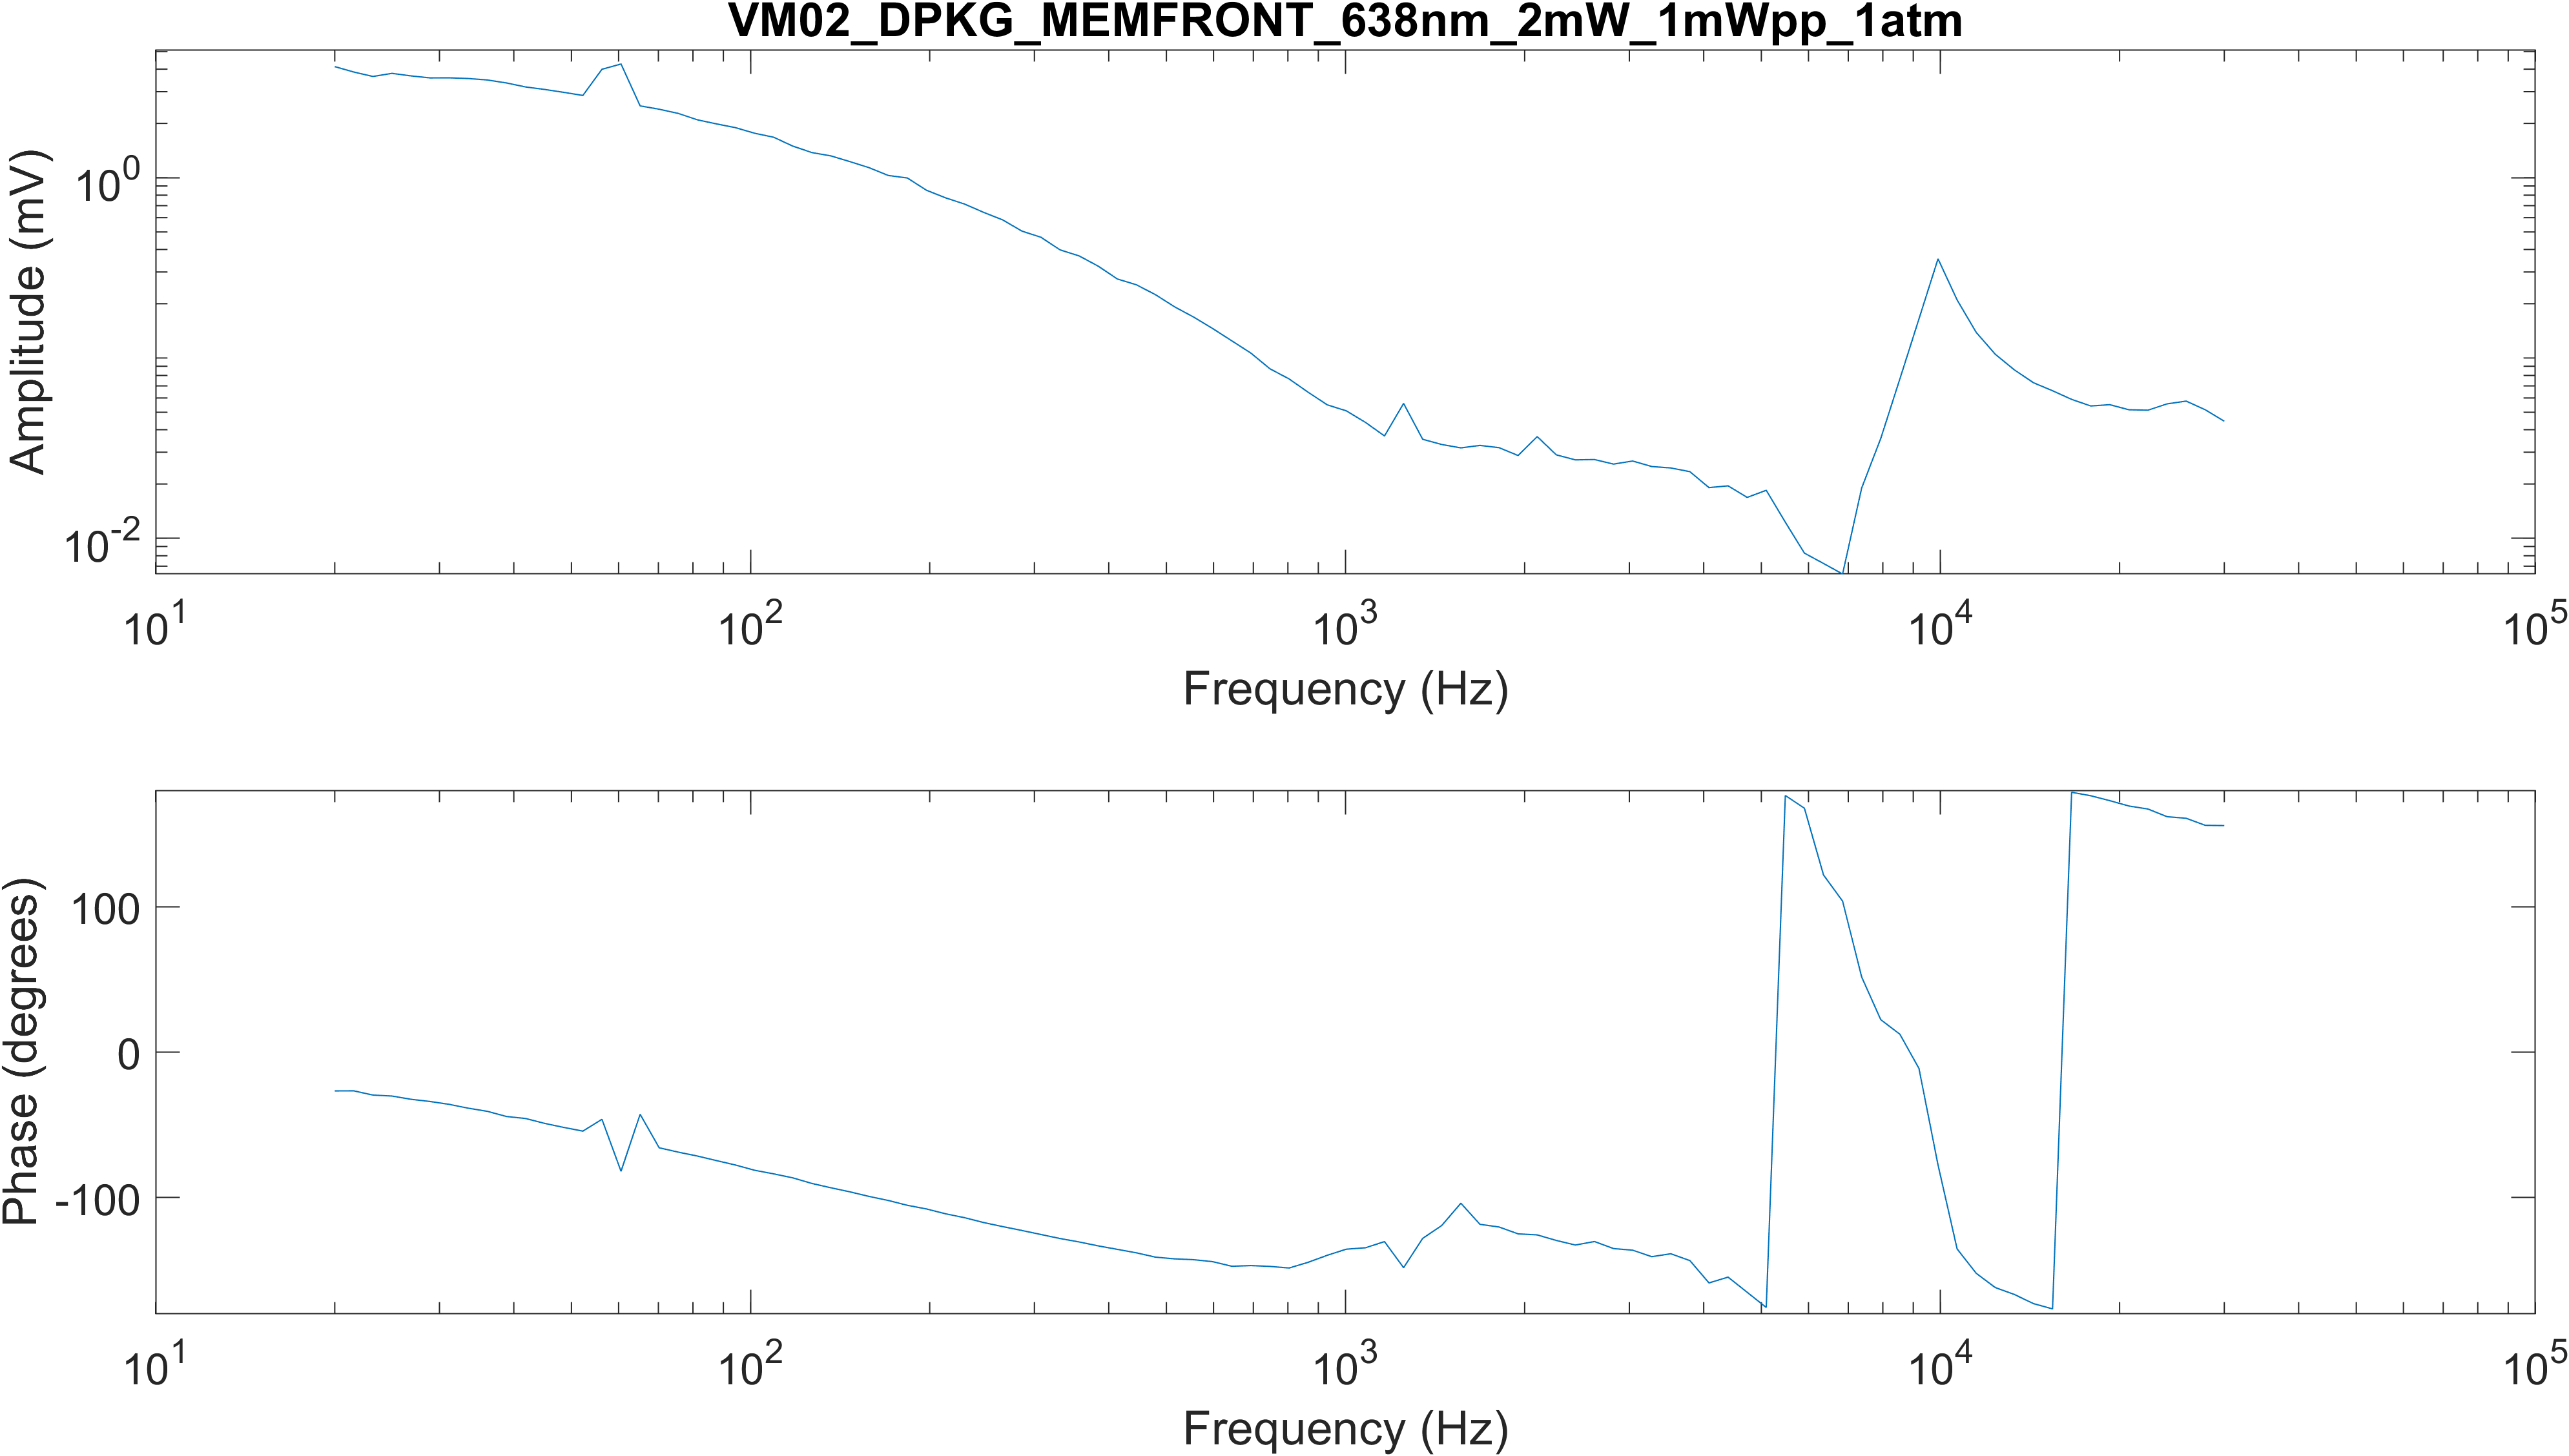 VM02_DPKG_MEMFRONT_638nm_2mW_1mWpp_1atm
Amplitude (mV)
10^0
10^-2
10^1 10^2 10^3 10^4 10^5
Frequency (Hz)
Phase (degrees)
100
0
-100
10^1 10^2 10^3 10^4 10^5
Frequency (Hz)